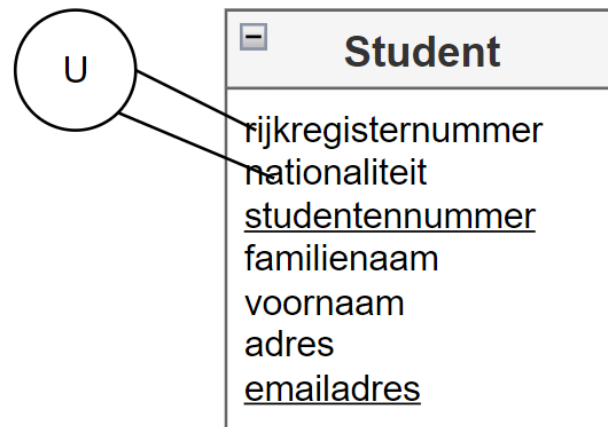 U
Student
rijkregisternummer
nationaliteit
studentennummer
familienaam
voornaam
adres
emailadres